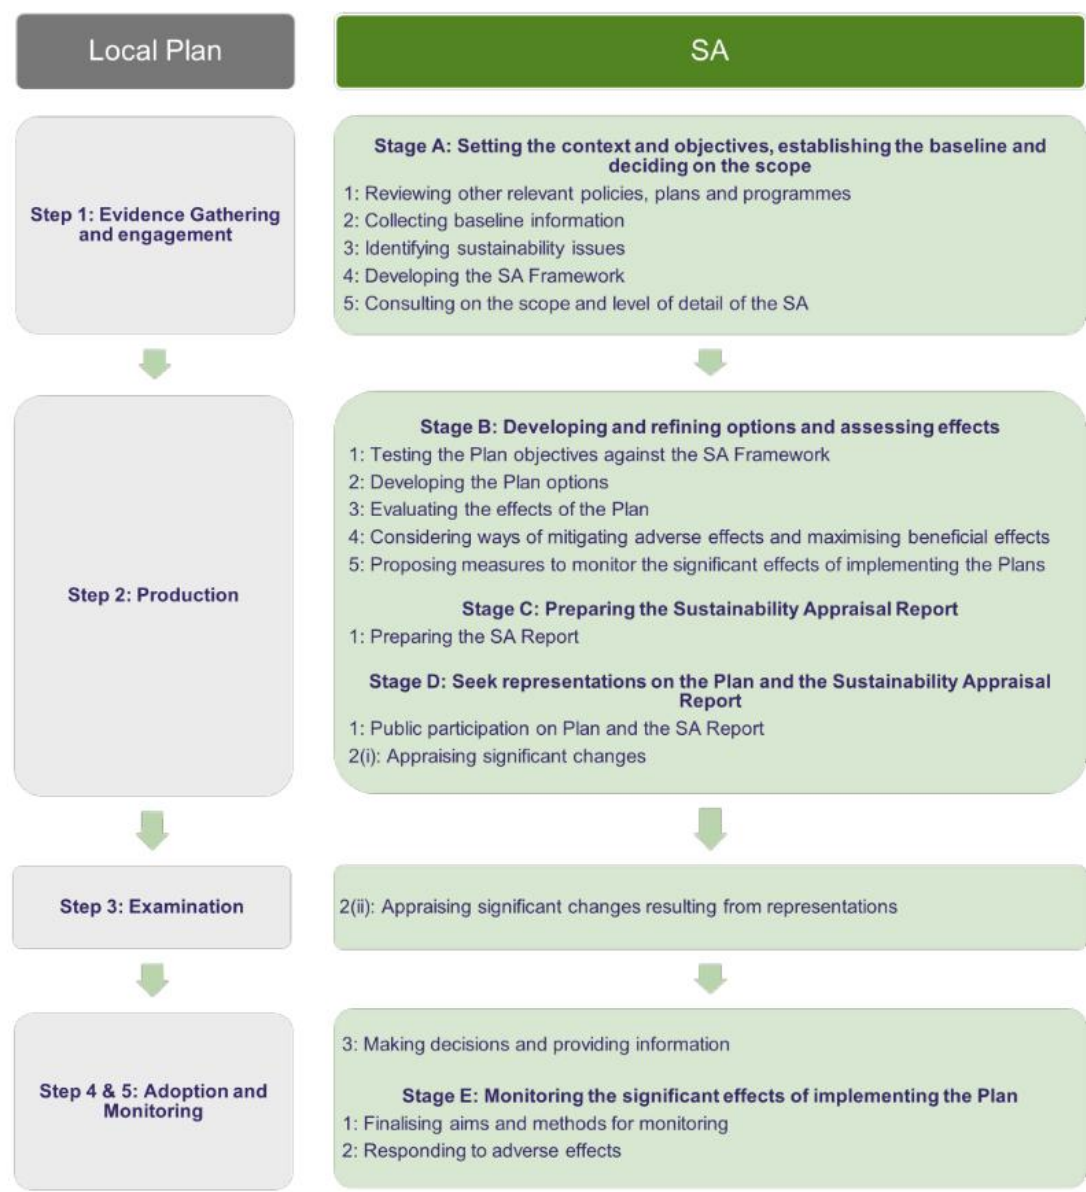 Local Plan
SA
Step 1: Evidence Gathering
and engagement
Stage A: Setting the context and objectives, establishing the baseline and
deciding on the scope
1: Reviewing other relevant policies, plans and programmes
2: Collecting baseline information
3: Identifying sustainability issues
4: Developing the SA Framework
5: Consulting on the scope and level of detail of the SA
Step 2: Production
Stage B: Developing and refining options and assessing effects
1: Testing the Plan objectives against the SA Framework
2: Developing the Plan options
3: Evaluating the effects of the Plan
4: Considering ways of mitigating adverse effects and maximising beneficial effects
5: Proposing measures to monitor the significant effects of implementing the Plans
Stage C: Preparing the Sustainability Appraisal Report
1: Preparing the SA Report
Stage D: Seek representations on the Plan and the Sustainability Appraisal
Report
1: Public participation on Plan and the SA Report
2(i): Appraising significant changes
Step 3: Examination
2(ii): Appraising significant changes resulting from representations
Step 4 & 5: Adoption and
Monitoring
3: Making decisions and providing information
Stage E: Monitoring the significant effects of implementing the Plan
1: Finalising aims and methods for monitoring
2: Responding to adverse effects